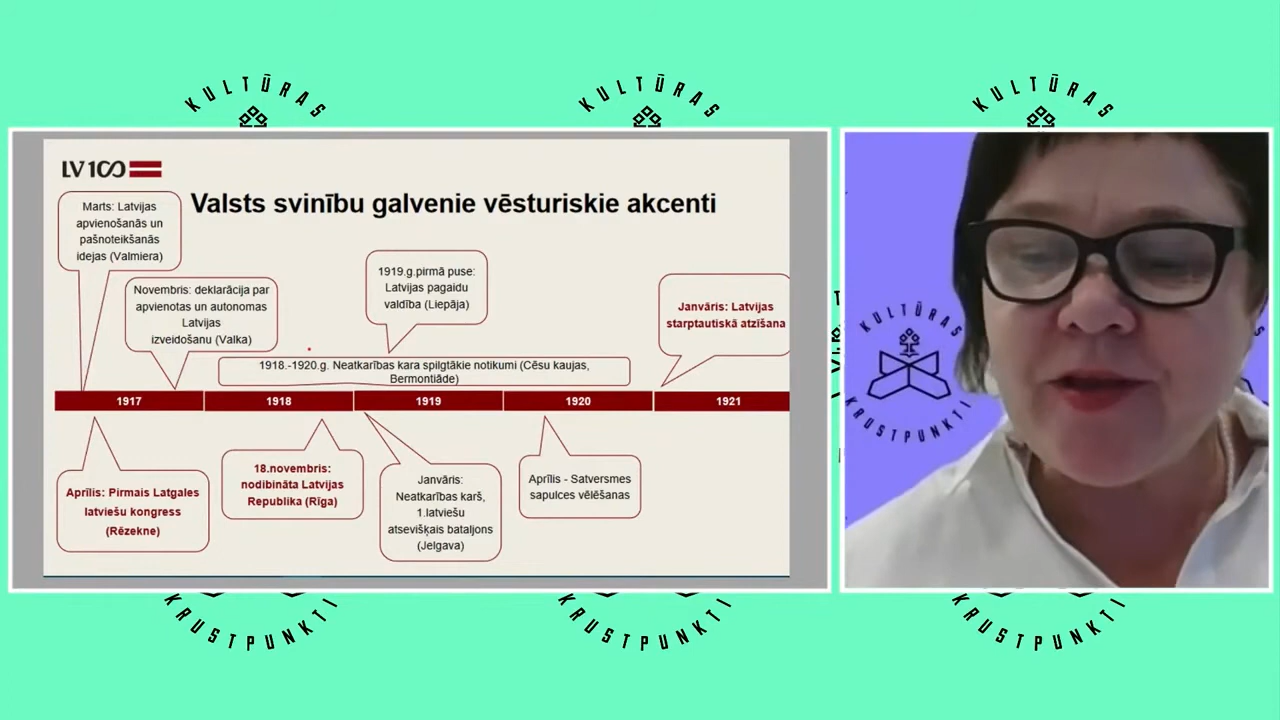 KULTŪRAS
KULTŪRAS
KULTŪRAS
LV100
Valsts svinību galvenie vēsturiskie akcenti
Marts: Latvijas
apvienošanās un
pašnoteikšanās
idejas (Valmiera)
Novembris: deklarācija par
apvienotas un autonomas
Latvijas
izveidošanu (Valka)
1919.g.pirmā puse:
Latvijas pagaidu
valdība (Liepāja)
Janvāris: Latvijas
starptautiskā atzīšana
1918.-1920.g. Neatkarības kara spilgtākie notikumi (Cēsu kaujas,
Bermontiāde)
1917
1918
1919
1920
1921
Aprīlis: Pirmais Latgales
latviešu kongress
(Rēzekne)
18.novembris:
nodibināta Latvijas
Republika (Rīga)
Janvāris:
Neatkarības karš,
1.latviešu
atsevišķais bataljons
(Jelgava)
Aprīlis - Satversmes
sapulces vēlēšanas
KULTŪRAS
KRUSTPUNKTI
KRUSTPUNKTI
KRUSTPUNKTI
KRUSTPUNKTI